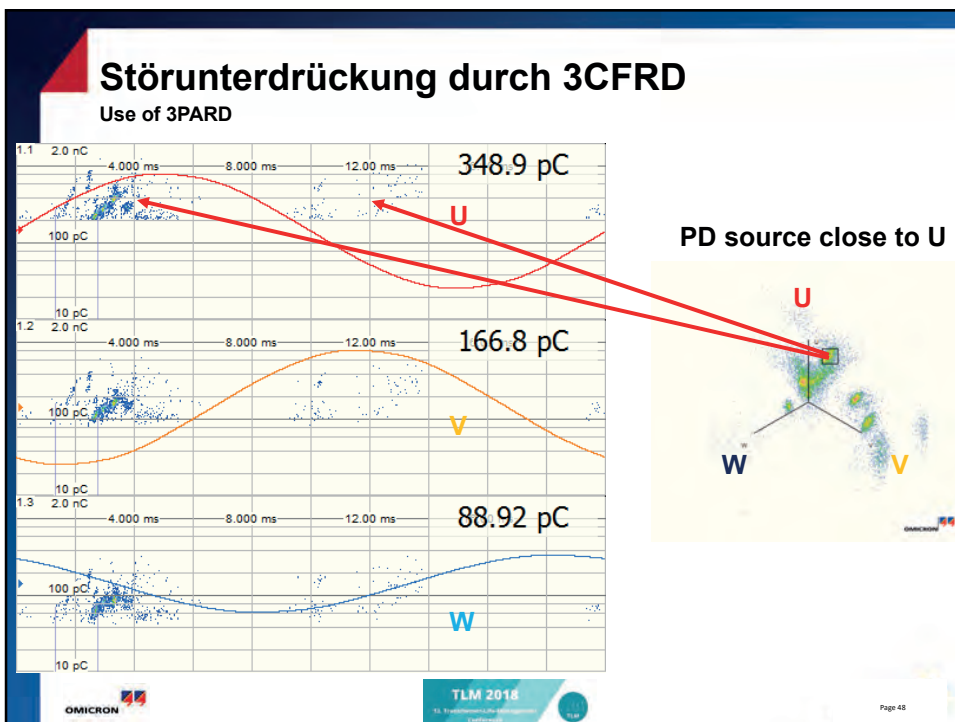 Störunterdrückung durch 3CFRD
Use of 3PARD
1.1 2.0 nC
4.000 ms 8.000 ms 12.00 ms 348.9 pC
U
100 pC
10 pC
1.2 2.0 nC
4.000 ms 8.000 ms 12.00 ms 166.8 pC
100 pC
V
10 pC
1.3 2.0 nC
4.000 ms 8.000 ms 12.00 ms 88.92 pC
100 pC
W
10 pC
PD source close to U
U
W V
OMICRON
OMICRON
TLM 2018
TLM
Page 48